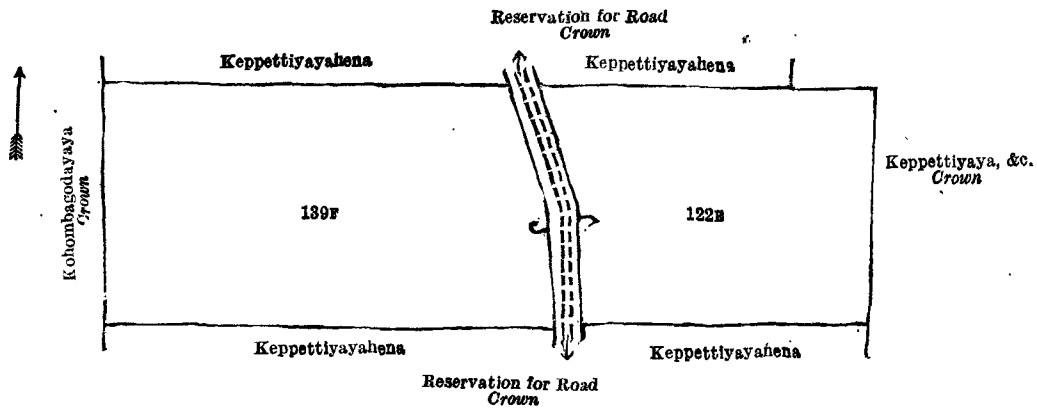 Reservation for Road
Crown
Keppettiyayahena
Keppettiyayahena
Kohombagodayaya
Crown
139F
122B
Keppettiyaya, &c.
Crown
Keppettiyayahena
Keppettiyayahena
Reservation for Road
Crown